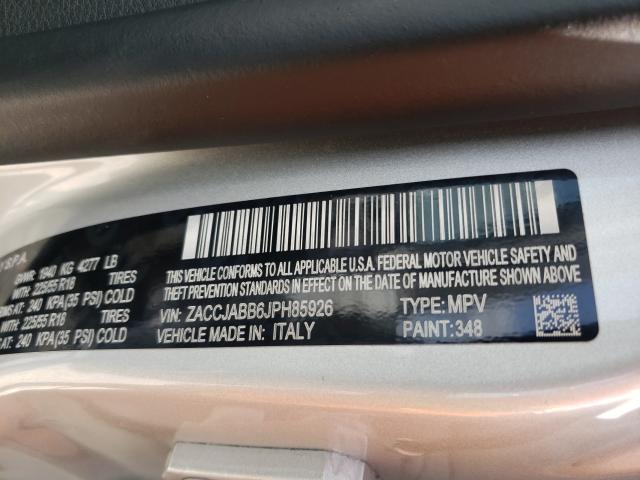 Y S.P.A.
GVWR: 1940 KG 4277 LB
WITH: 225/55 R18 TIRES
AT: 240 KPA(35 PSI) COLD
WITH: 225/55 R18 TIRES
AT: 240 KPA(35 PSI) COLD
THIS VEHICLE CONFORMS TO ALL APPLICABLE U.S.A. FEDERAL MOTOR VEHICLE SAFETY AND
THEFT PREVENTION STANDARDS IN EFFECT ON THE DATE OF MANUFACTURE SHOWN ABOVE.
VIN: ZACCJABB6JPH85926 TYPE: MPV
VEHICLE MADE IN: ITALY PAINT: 348